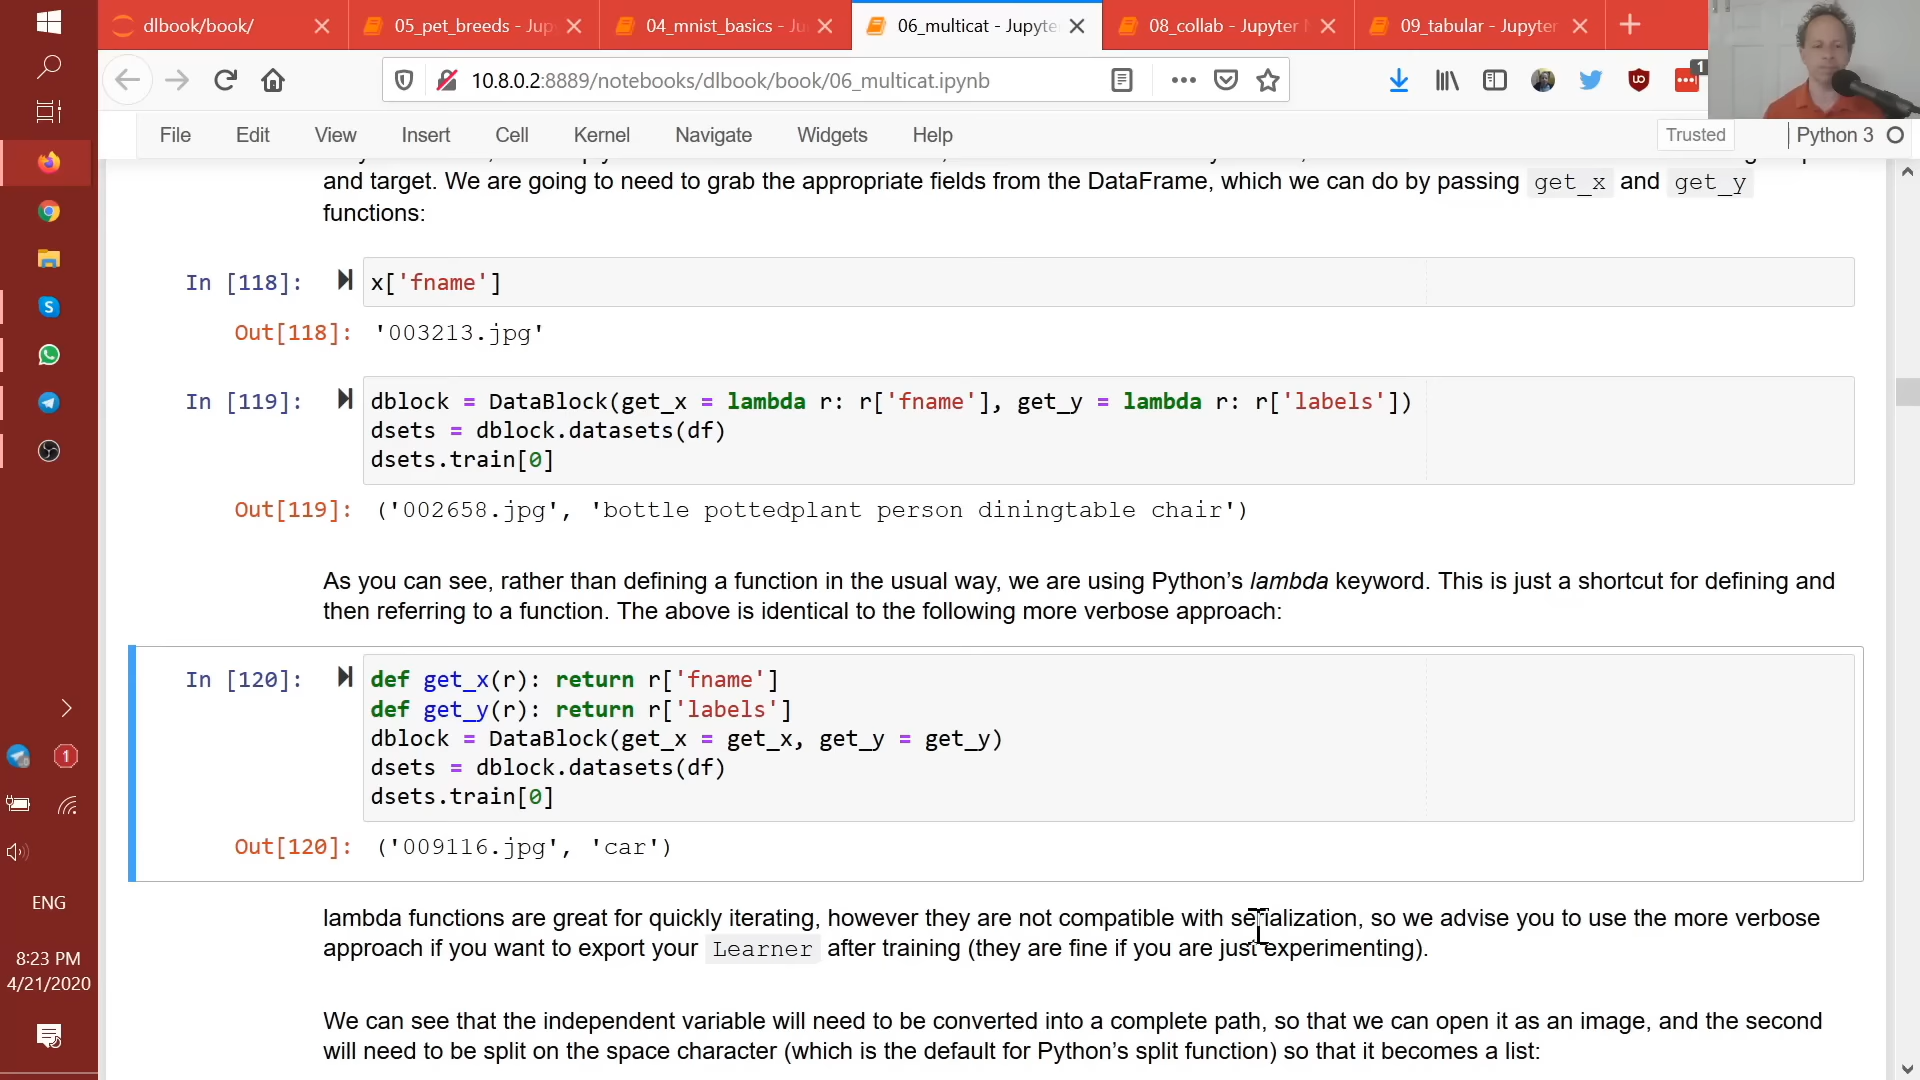 dlbook/book/
05_pet_breeds - Jup
04_mnist_basics - Ju
06_multicat - Jupyte
08_collab - Jupyter
09_tabular - Jupyter
10.8.0.2:8889/notebooks/dlbook/book/06_multicat.ipynb
1
File Edit View Insert Cell Kernel Navigate Widgets Help
Trusted
Python 3
and target. We are going to need to grab the appropriate fields from the DataFrame, which we can do by passing get_x and get_y
functions:
In [118]: x['fname']
Out[118]: '003213.jpg'
In [119]: dblock = DataBlock(get_x = lambda r: r['fname'], get_y = lambda r: r['labels'])
dsets = dblock.datasets(df)
dsets.train[0]
Out[119]: ('002658.jpg', 'bottle pottedplant person diningtable chair')
As you can see, rather than defining a function in the usual way, we are using Python's lambda keyword. This is just a shortcut for defining and
then referring to a function. The above is identical to the following more verbose approach:
In [120]: def get_x(r): return r['fname']
def get_y(r): return r['labels']
dblock = DataBlock(get_x = get_x, get_y = get_y)
dsets = dblock.datasets(df)
dsets.train[0]
Out[120]: ('009116.jpg', 'car')
lambda functions are great for quickly iterating, however they are not compatible with serialization, so we advise you to use the more verbose
approach if you want to export your Learner after training (they are fine if you are just experimenting).
We can see that the independent variable will need to be converted into a complete path, so that we can open it as an image, and the second
will need to be split on the space character (which is the default for Python's split function) so that it becomes a list:
1
ENG
8:23 PM
4/21/2020